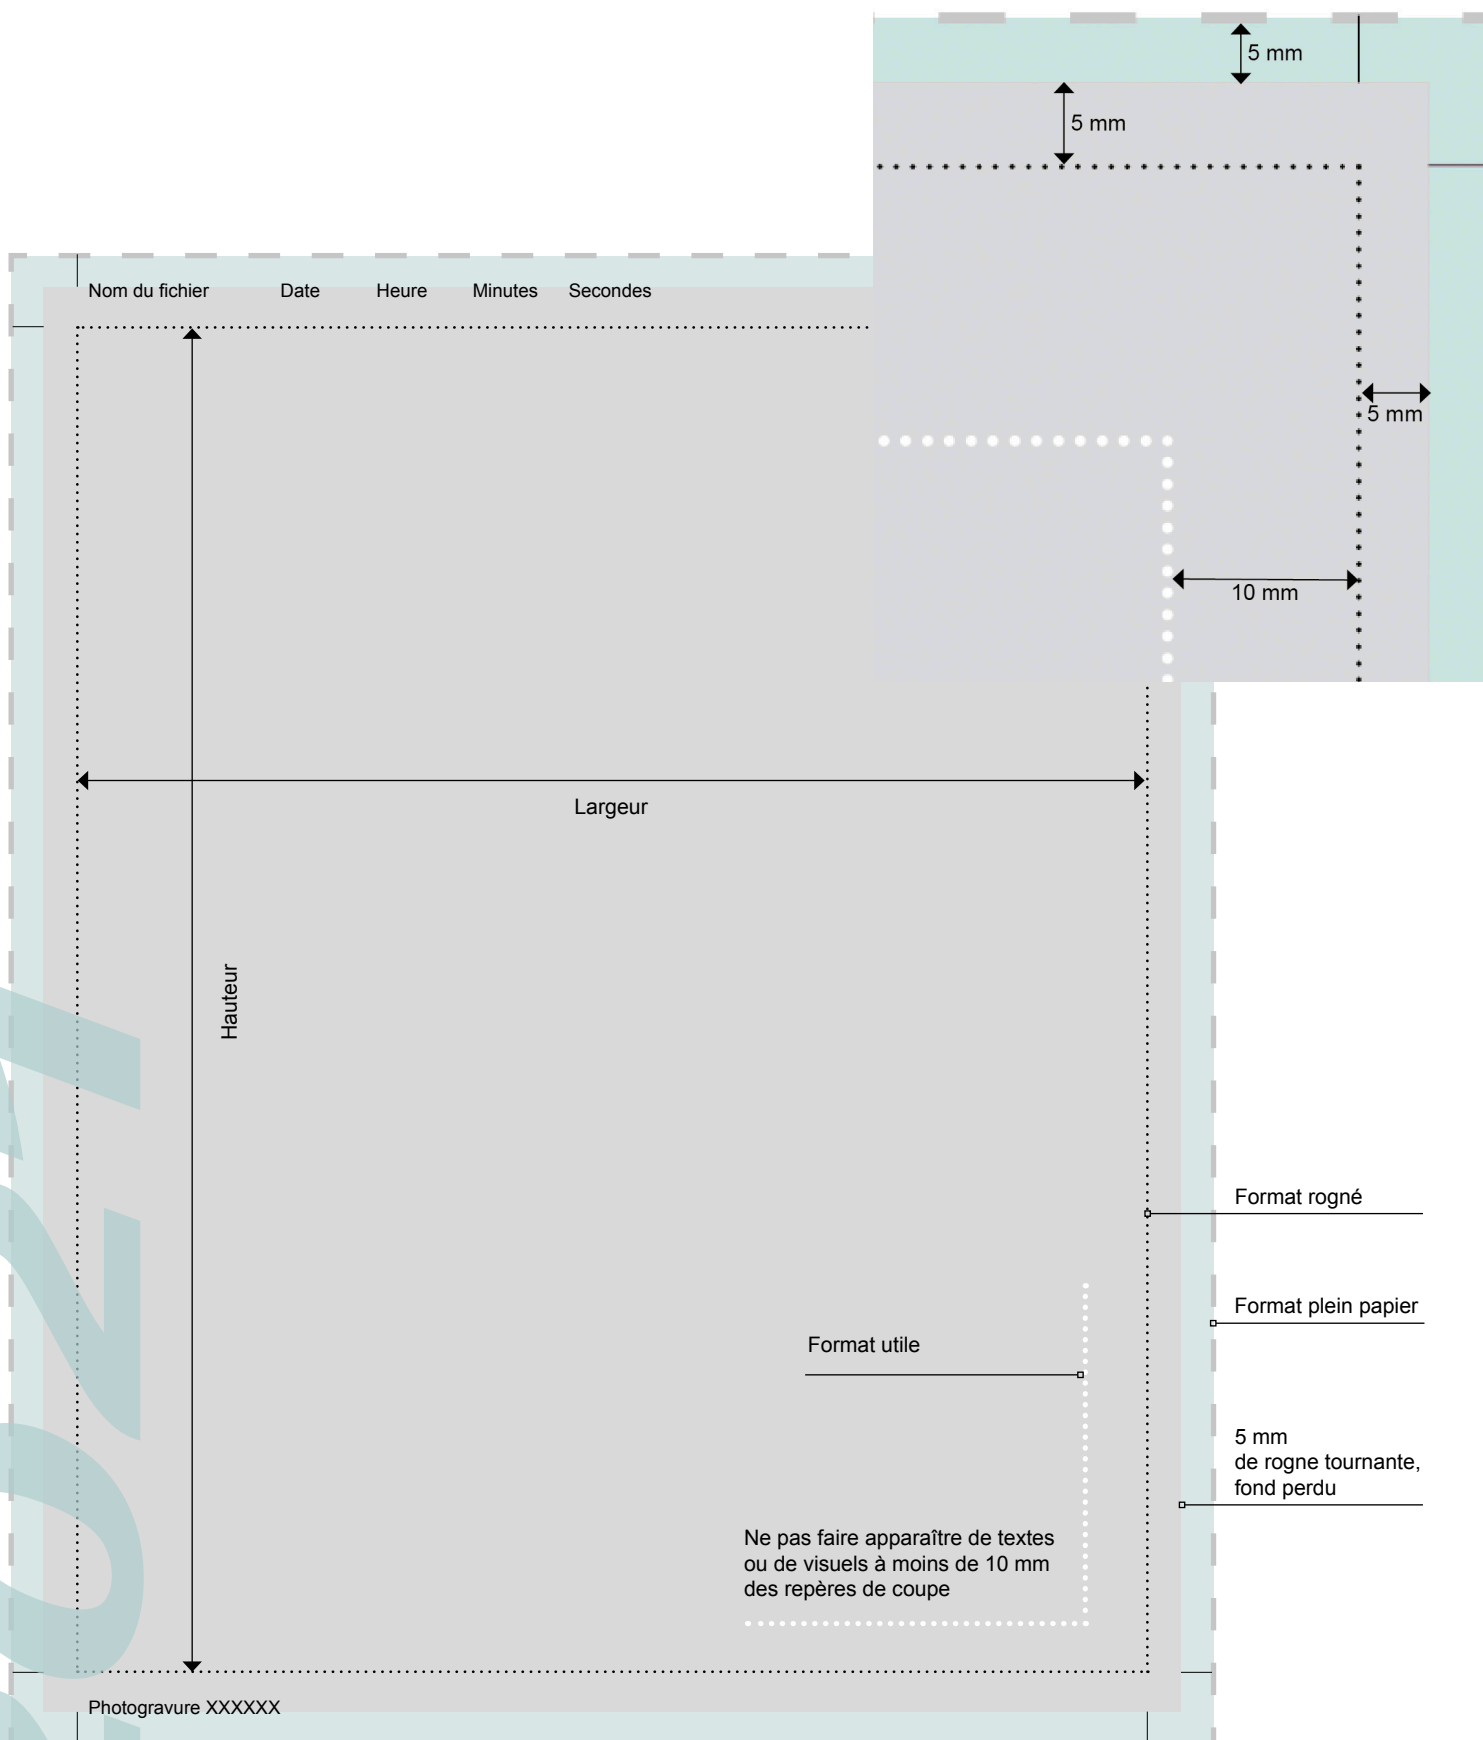 5 mm
5 mm
5 mm
10 mm
Nom du fichier Date Heure Minutes Secondes
Largeur
Hauteur
Format rogné
Format plein papier
Format utile
5 mm
de rogne tournante,
fond perdu
Ne pas faire apparaître de textes
ou de visuels à moins de 10 mm
des repères de coupe
Photogravure XXXXXX